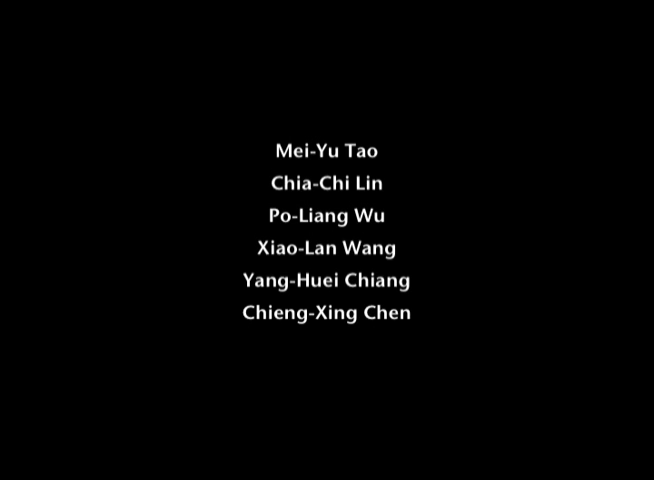 Mei-Yu Tao
Chia-Chi Lin
Po-Liang Wu
Xiao-Lan Wang
Yang-Huei Chiang
Chieng-Xing Chen